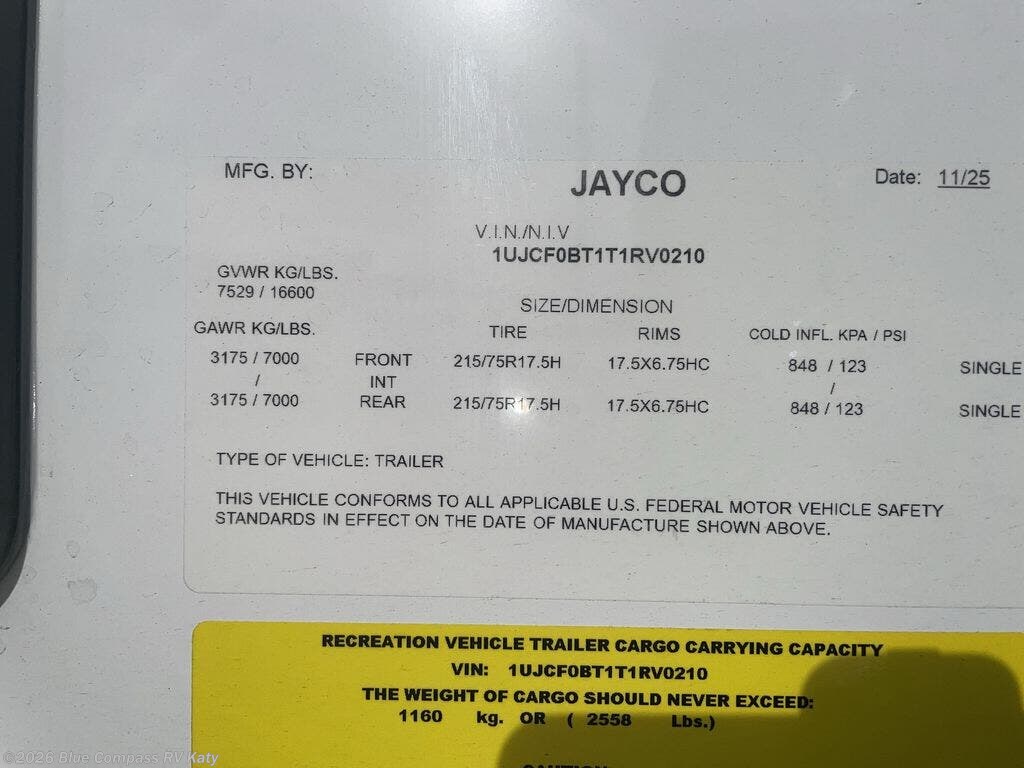 MFG. BY: JAYCO Date: 11/25
V.I.N./N.I.V
1UJCF0BT1T1RV0210
GVWR KG/LBS.
7529 / 16600
SIZE/DIMENSION
GAWR KG/LBS. TIRE RIMS COLD INFL. KPA / PSI
3175 / 7000 FRONT 215/75R17.5H 17.5X6.75HC 848 / 123 SINGLE
/ INT /
3175 / 7000 REAR 215/75R17.5H 17.5X6.75HC 848 / 123 SINGLE
TYPE OF VEHICLE: TRAILER
THIS VEHICLE CONFORMS TO ALL APPLICABLE U.S. FEDERAL MOTOR VEHICLE SAFETY
STANDARDS IN EFFECT ON THE DATE OF MANUFACTURE SHOWN ABOVE.
RECREATION VEHICLE TRAILER CARGO CARRYING CAPACITY
VIN: 1UJCF0BT1T1RV0210
THE WEIGHT OF CARGO SHOULD NEVER EXCEED:
1160 kg. OR ( 2558 Lbs.)
©2026 Blue Compass RV Katy